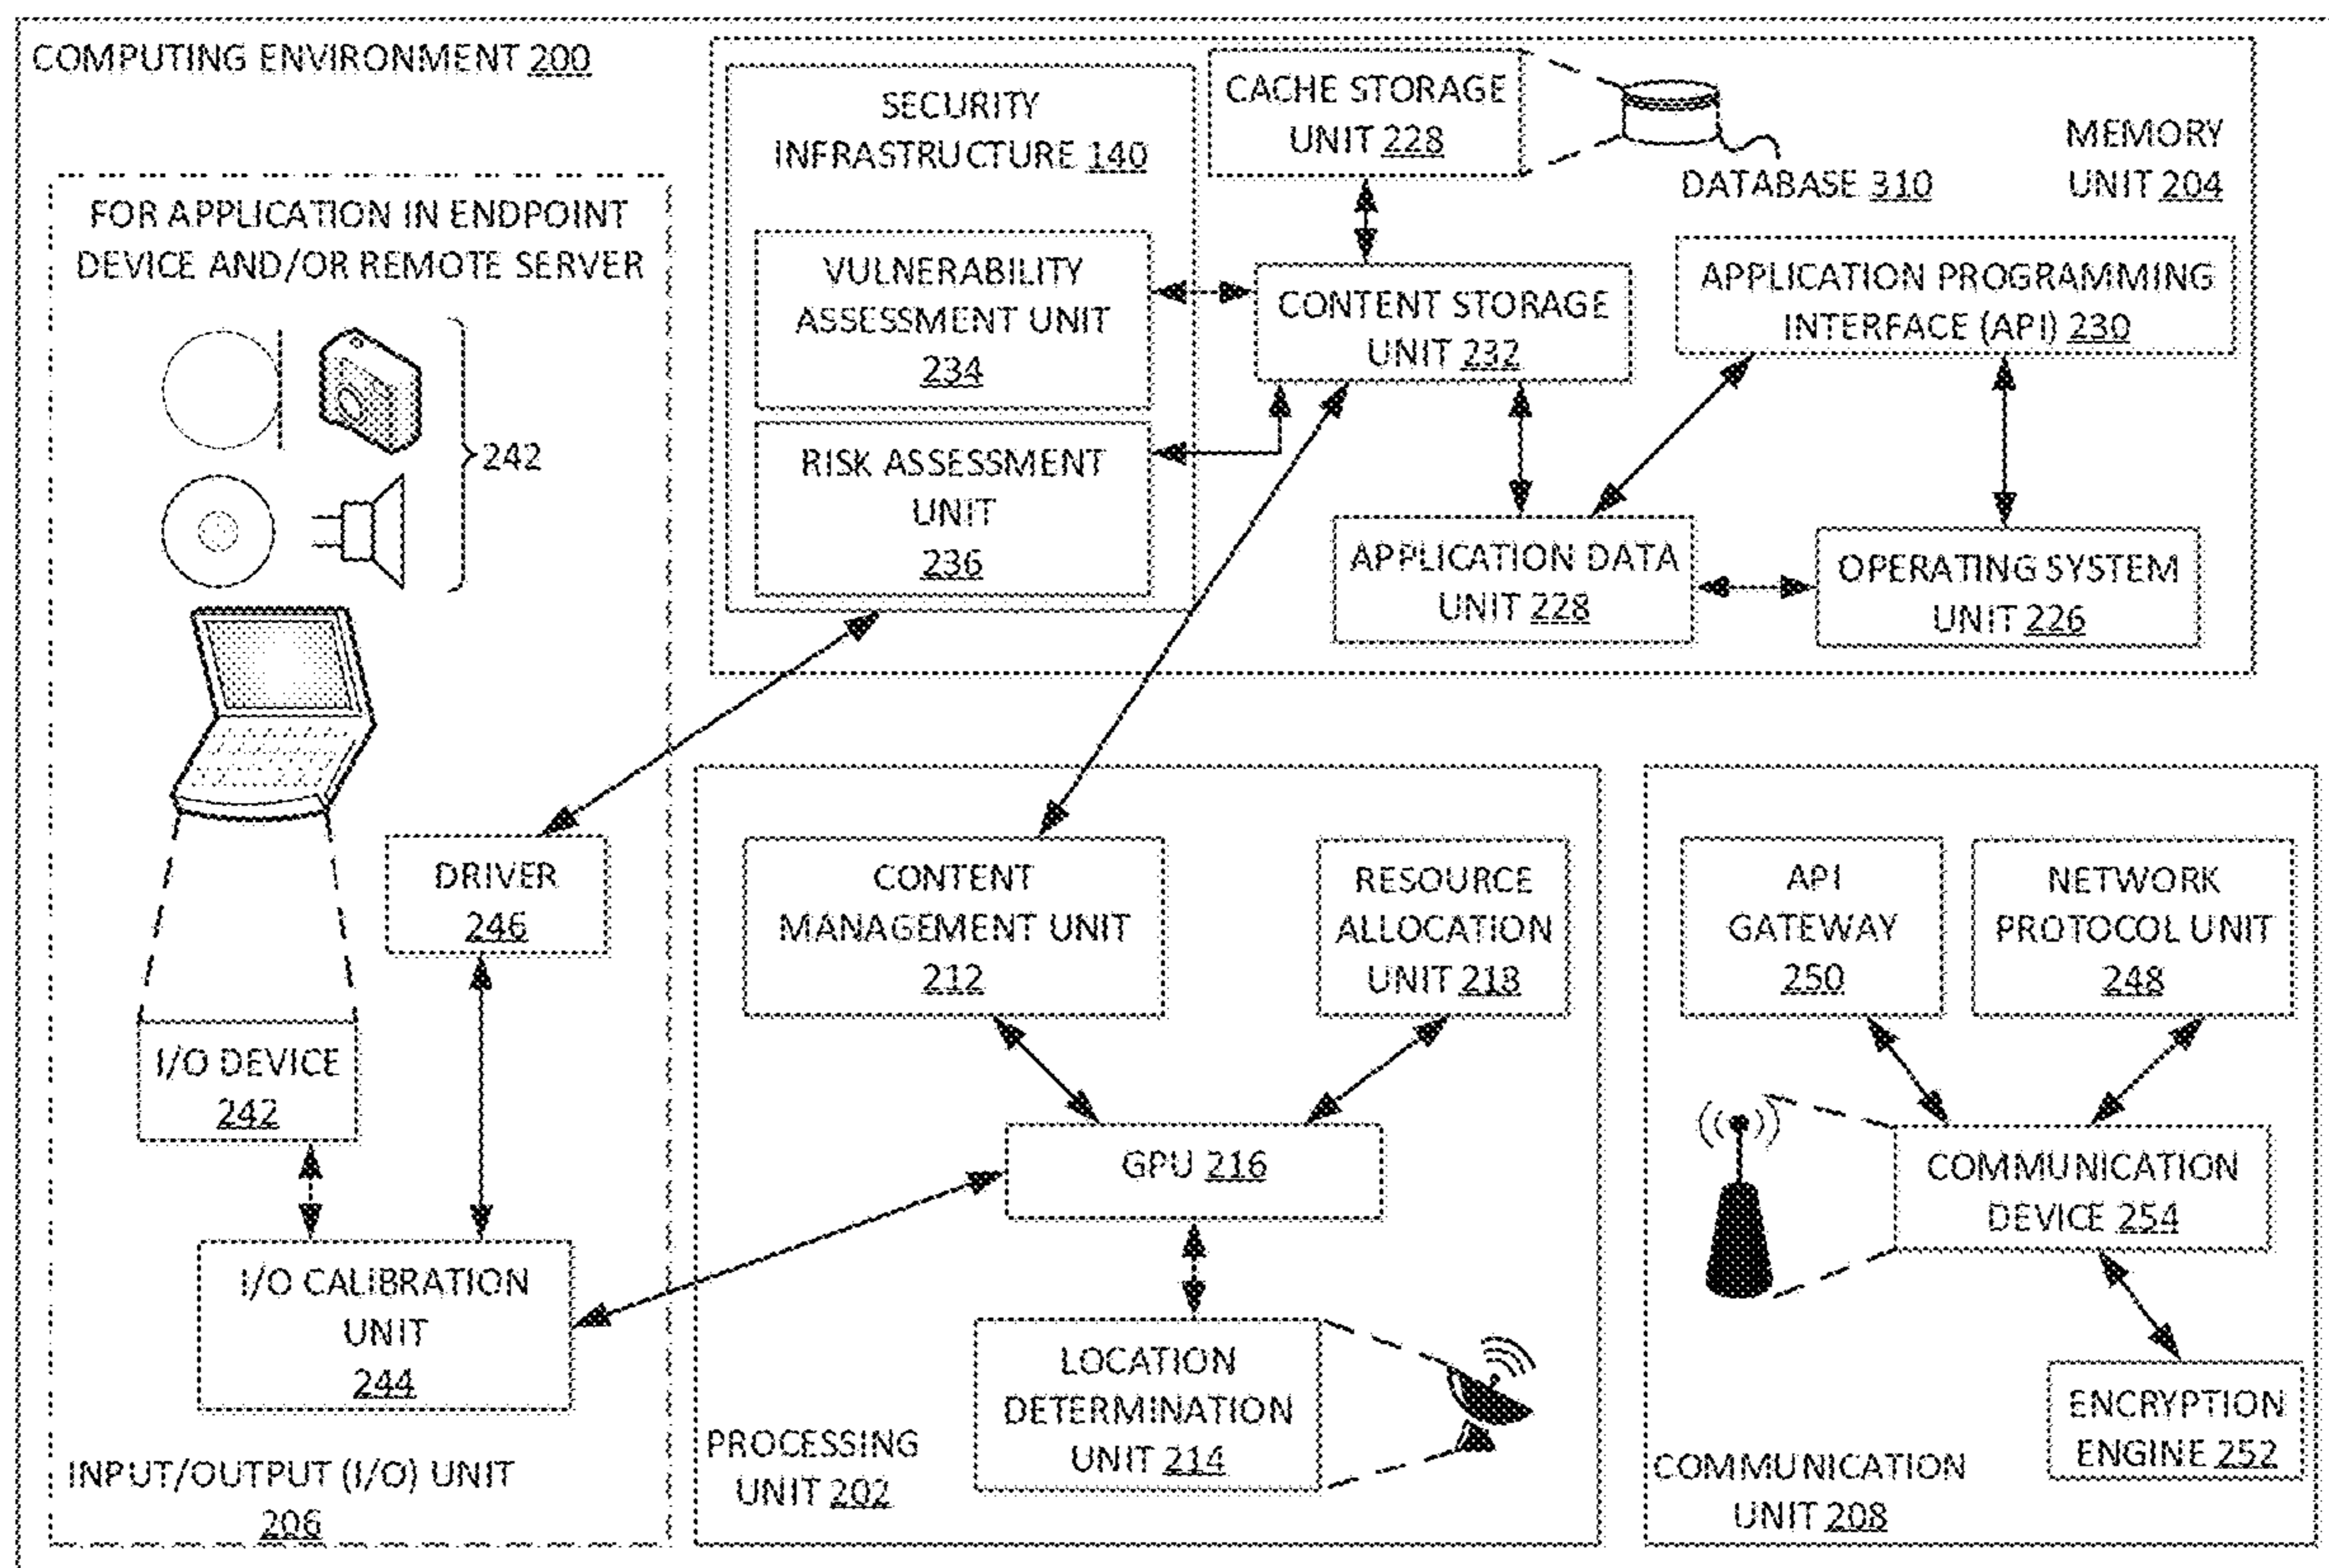 COMPUTING ENVIRONMENT 200
FOR APPLICATION IN ENDPOINT
DEVICE AND/OR REMOTE SERVER
242
I/O DEVICE
242
DRIVER
246
I/O CALIBRATION
UNIT
244
INPUT/OUTPUT (I/O) UNIT
206
SECURITY
INFRASTRUCTURE 140
VULNERABILITY
ASSESSMENT UNIT
234
RISK ASSESSMENT
UNIT
236
CACHE STORAGE
UNIT 228
DATABASE 310
MEMORY
UNIT 204
CONTENT STORAGE
UNIT 232
APPLICATION PROGRAMMING
INTERFACE (API) 230
APPLICATION DATA
UNIT 228
OPERATING SYSTEM
UNIT 226
CONTENT
MANAGEMENT UNIT
212
RESOURCE
ALLOCATION
UNIT 218
GPU 216
LOCATION
DETERMINATION
UNIT 214
PROCESSING
UNIT 202
API
GATEWAY
250
NETWORK
PROTOCOL UNIT
248
COMMUNICATION
DEVICE 254
ENCRYPTION
ENGINE 252
COMMUNICATION
UNIT 208